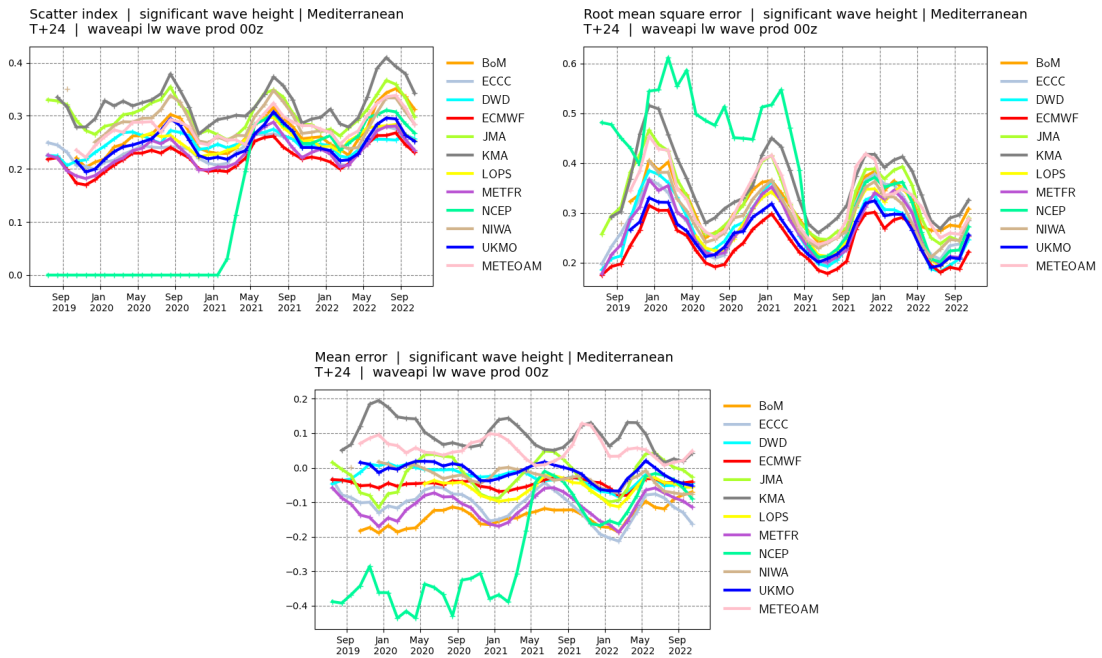 Scatter index | significant wave height | Mediterranean
T+24 | waveapi lw wave prod 00z
0.4
0.3
0.2
0.1
0.0
Sep 2019
Jan 2020
May 2020
Sep 2020
Jan 2021
May 2021
Sep 2021
Jan 2022
May 2022
Sep 2022
BoM
ECCC
DWD
ECMWF
JMA
KMA
LOPS
METFR
NCEP
NIWA
UKMO
METEOAM
Root mean square error | significant wave height | Mediterranean
T+24 | waveapi lw wave prod 00z
0.6
0.5
0.4
0.3
0.2
Sep 2019
Jan 2020
May 2020
Sep 2020
Jan 2021
May 2021
Sep 2021
Jan 2022
May 2022
Sep 2022
BoM
ECCC
DWD
ECMWF
JMA
KMA
LOPS
METFR
NCEP
NIWA
UKMO
METEOAM
Mean error | significant wave height | Mediterranean
T+24 | waveapi lw wave prod 00z
0.2
0.1
0.0
−0.1
−0.2
−0.3
−0.4
Sep 2019
Jan 2020
May 2020
Sep 2020
Jan 2021
May 2021
Sep 2021
Jan 2022
May 2022
Sep 2022
BoM
ECCC
DWD
ECMWF
JMA
KMA
LOPS
METFR
NCEP
NIWA
UKMO
METEOAM